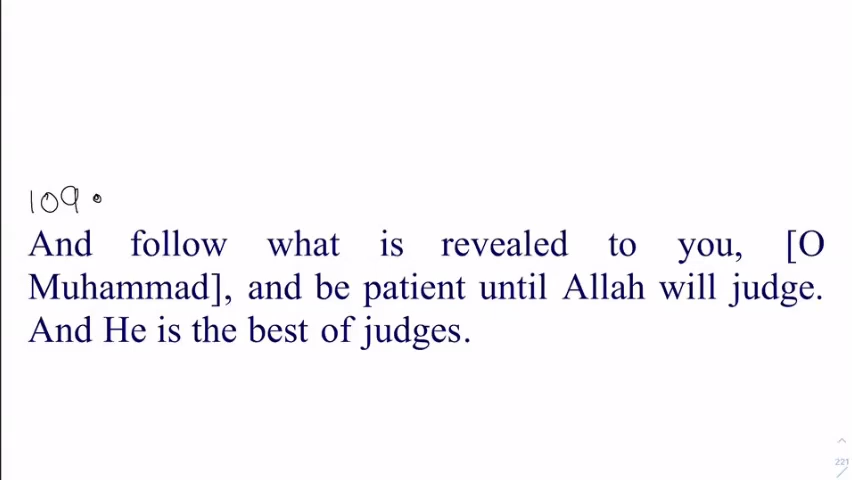 109.
And follow what is revealed to you, [O
Muhammad], and be patient until Allah will judge.
And He is the best of judges.
221